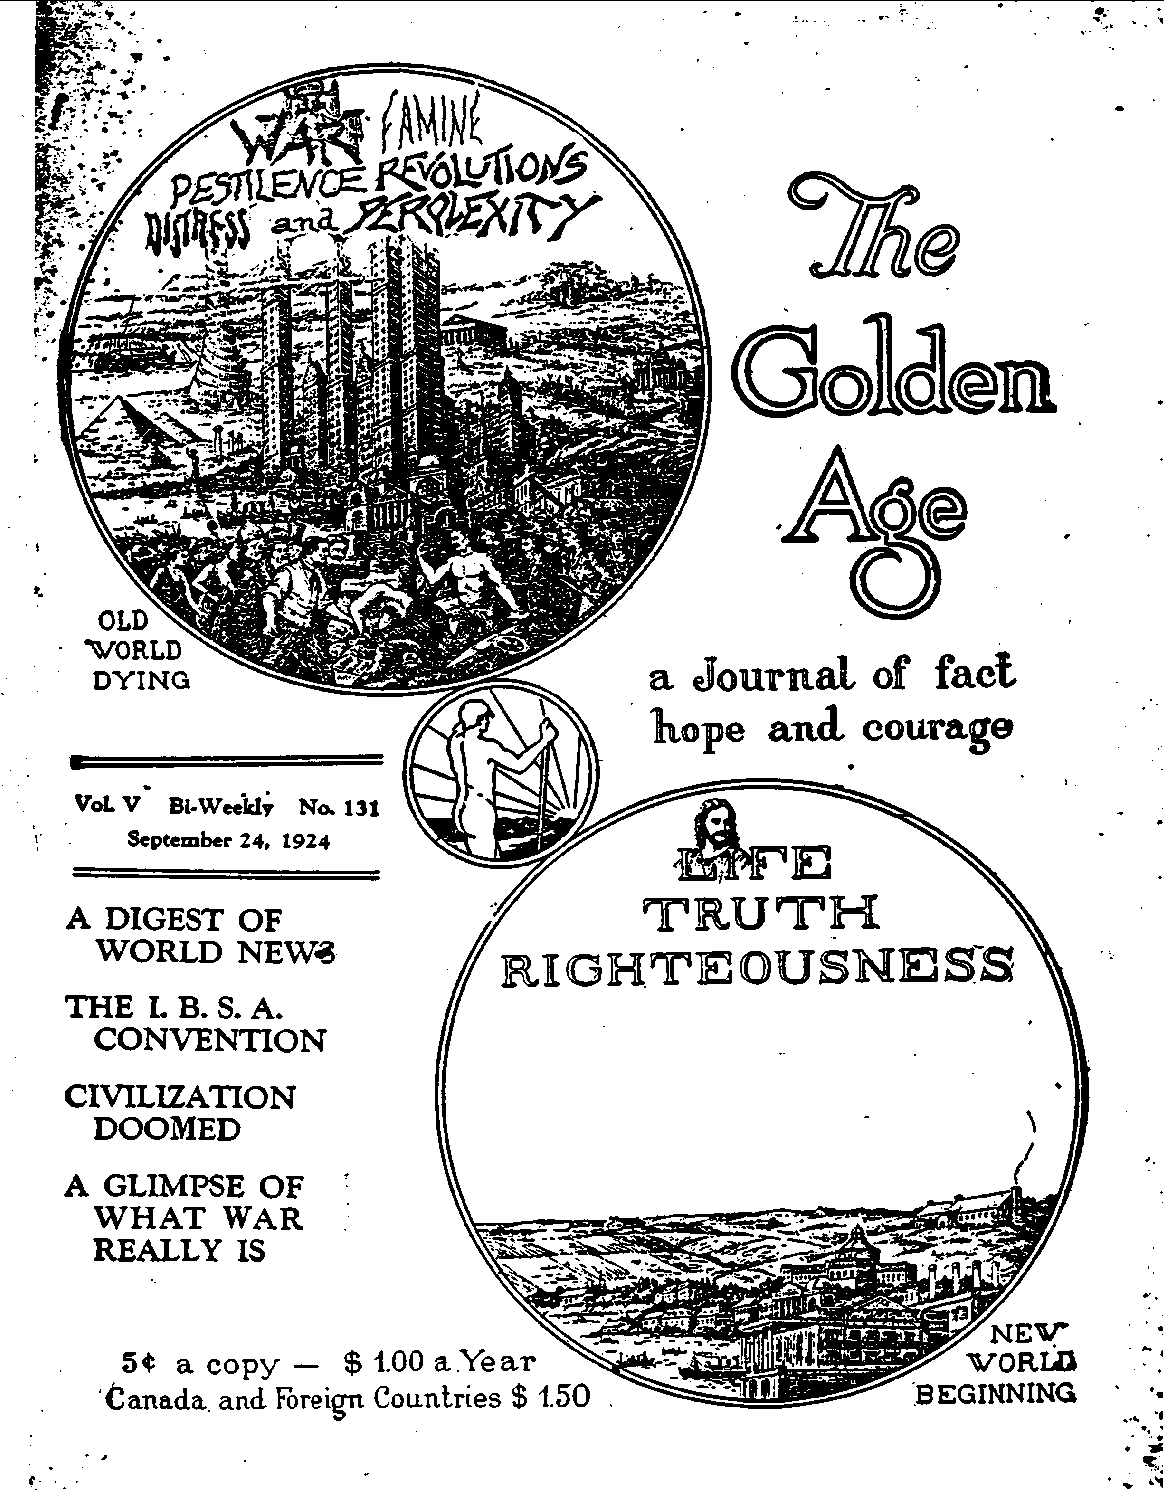 WAR FAMINE
PESTILENCE REVOLUTIONS
DISTRESS and PERPLEXITY
The
Golden
Age
OLD
WORLD
DYING
a Journal of fact
hope and courage
Vol. V Bi-Weekly No. 131
September 24, 1924
LIFE
TRUTH
RIGHTEOUSNESS
A DIGEST OF
WORLD NEWS
THE I. B. S. A.
CONVENTION
CIVILIZATION
DOOMED
A GLIMPSE OF
WHAT WAR
REALLY IS
5¢ a copy — $ 1.00 a Year
Canada and Foreign Countries $ 1.50
NEW
WORLD
BEGINNING